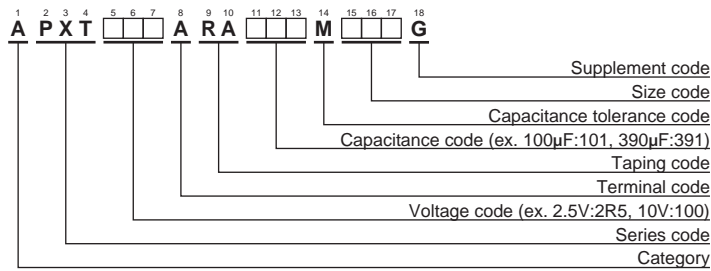 1 2 3 4 5 6 7 8 9 10 11 12 13 14 15 16 17 18
A P X T A R A M G
Supplement code
Size code
Capacitance tolerance code
Capacitance code (ex. 100μF:101, 390μF:391)
Taping code
Terminal code
Voltage code (ex. 2.5V:2R5, 10V:100)
Series code
Category